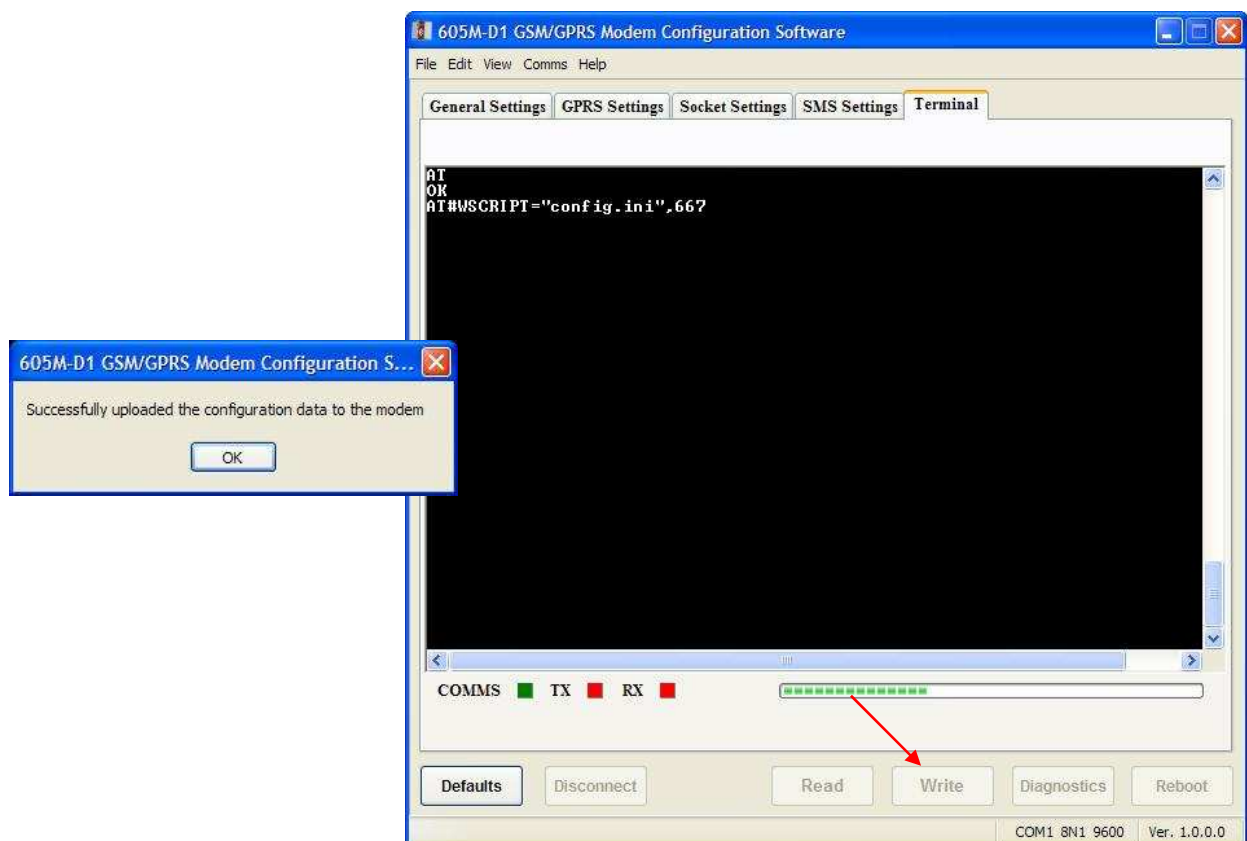 605M-D1 GSM/GPRS Modem Configuration Software
File Edit View Comms Help
General Settings GPRS Settings Socket Settings SMS Settings Terminal
AT
OK
AT#WSCRIPT="config.ini",667
605M-D1 GSM/GPRS Modem Configuration S...
Successfully uploaded the configuration data to the modem
OK
COMMS TX RX
Defaults Disconnect Read Write Diagnostics Reboot
COM1 8N1 9600 Ver. 1.0.0.0